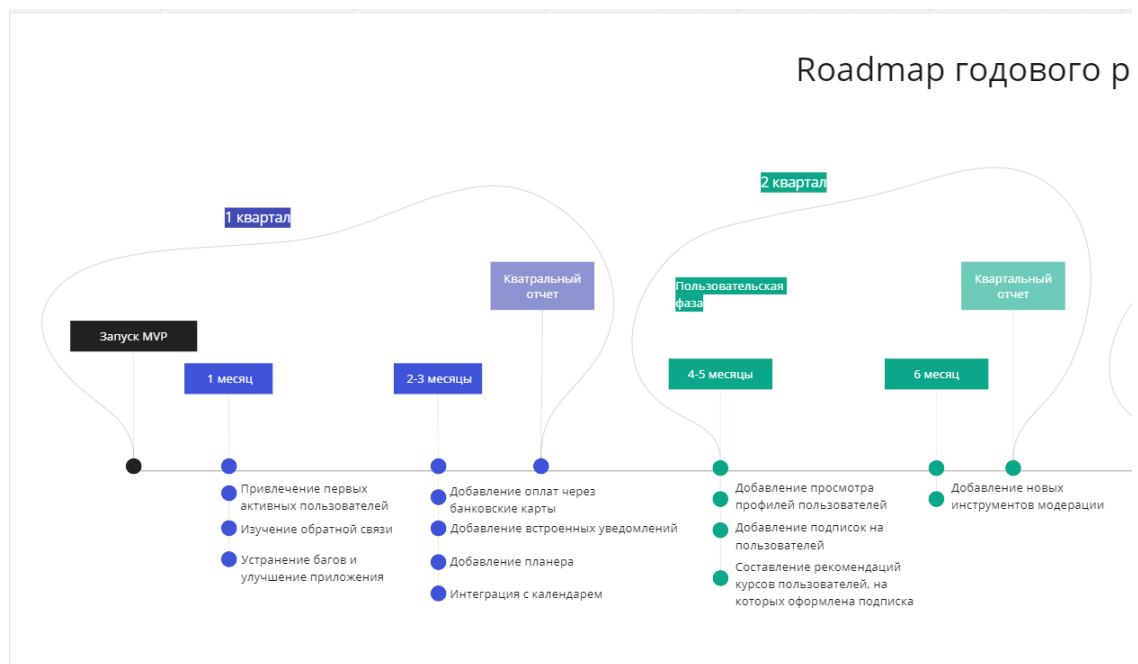 Roadmap годового р
1 квартал
Кватральный
отчет
Запуск MVP
1 месяц
2-3 месяцы
Привлечение первых
активных пользователей
Изучение обратной связи
Устранение багов и
улучшение приложения
Добавление оплат через
банковские карты
Добавление встроенных уведомлений
Добавление планера
Интеграция с календарем
2 квартал
Пользовательская
фаза
Квартальный
отчет
4-5 месяцы
6 месяц
Добавление просмотра
профилей пользователей
Добавление подписок на
пользователей
Составление рекомендаций
курсов пользователей, на
которых оформлена подписка
Добавление новых
инструментов модерации